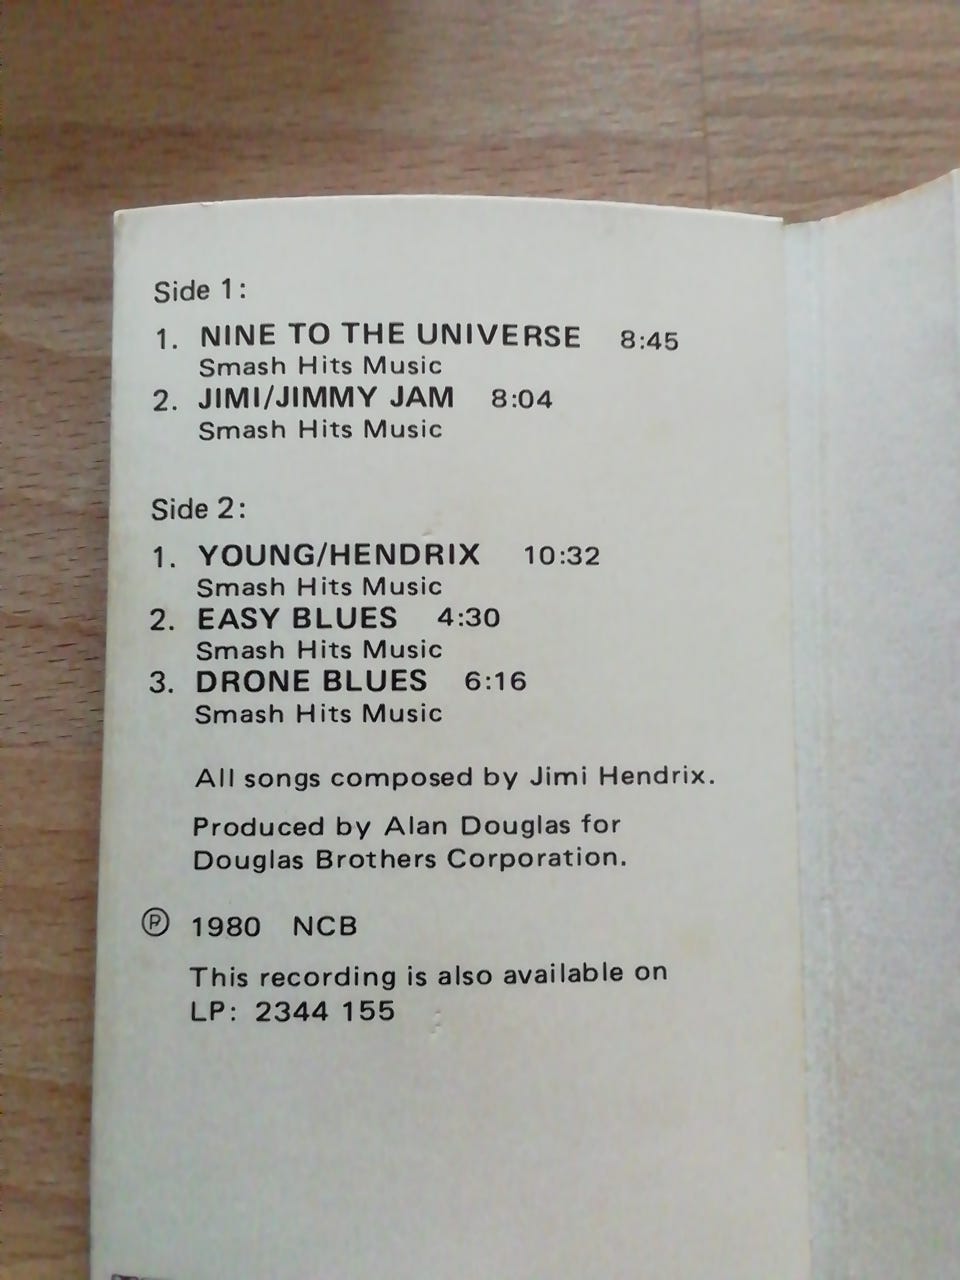 Side 1:
1. NINE TO THE UNIVERSE 8:45
Smash Hits Music
2. JIMI/JIMMY JAM 8:04
Smash Hits Music
Side 2:
1. YOUNG/HENDRIX 10:32
Smash Hits Music
2. EASY BLUES 4:30
Smash Hits Music
3. DRONE BLUES 6:16
Smash Hits Music
All songs composed by Jimi Hendrix.
Produced by Alan Douglas for
Douglas Brothers Corporation.
℗ 1980 NCB
This recording is also available on
LP: 2344 155